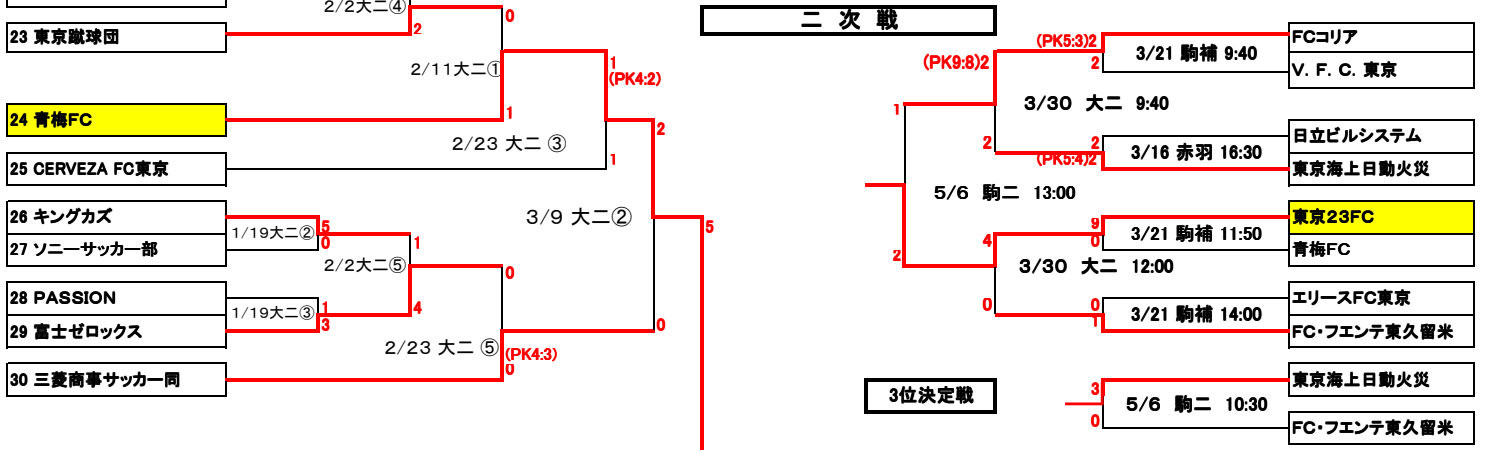 2/2大二④
0
23 東京蹴球団
2
2/11大二①
1
(PK4:2)
24 青梅FC
1
2
2/23 大二 ③
25 CERVEZA FC東京
1
26 キングカズ
5
1/19大二②
0
27 ソニーサッカー部
1
2/2大二⑤
3/9 大二②
5
0
28 PASSION
1
1/19大二③
3
29 富士ゼロックス
4
0
2/23 大二 ⑤
(PK4:3)
0
30 三菱商事サッカー同
二 次 戦
FCコリア
(PK5:3)2
3/21 駒補 9:40
2
V. F. C. 東京
(PK9:8)2
3/30 大二 9:40
1
日立ビルシステム
2
2
3/16 赤羽 16:30
(PK5:4)2
東京海上日動火災
5/6 駒二 13:00
東京23FC
9
3/21 駒補 11:50
0
青梅FC
4
2
3/30 大二 12:00
エリースFC東京
0
0
3/21 駒補 14:00
1
FC・フエンテ東久留米
3位決定戦
東京海上日動火災
3
5/6 駒二 10:30
0
FC・フエンテ東久留米